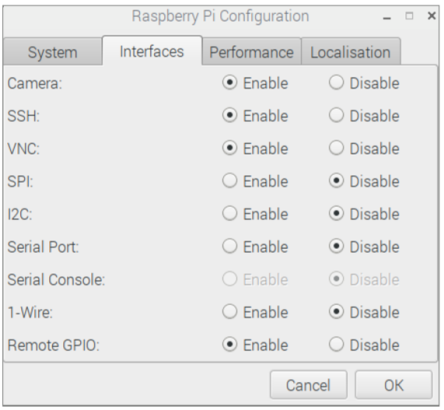 Raspberry Pi Configuration
System Interfaces Performance Localisation
Camera: Enable Disable
SSH: Enable Disable
VNC: Enable Disable
SPI: Enable Disable
I2C: Enable Disable
Serial Port: Enable Disable
Serial Console: Enable Disable
1-Wire: Enable Disable
Remote GPIO: Enable Disable
Cancel OK